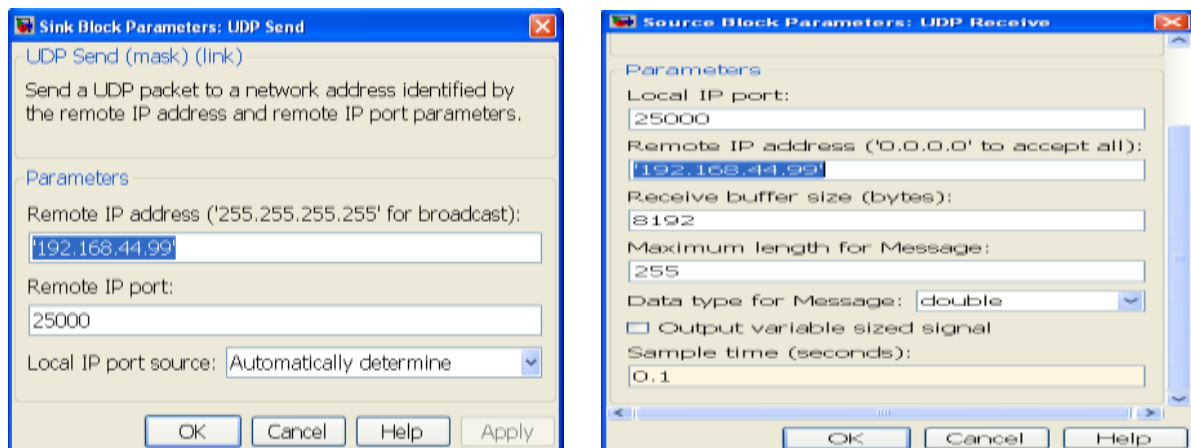 Sink Block Parameters: UDP Send
UDP Send (mask) (link)
Send a UDP packet to a network address identified by
the remote IP address and remote IP port parameters.
Parameters
Remote IP address ('255.255.255.255' for broadcast):
'192.168.44.99'
Remote IP port:
25000
Local IP port source: Automatically determine
OK Cancel Help Apply
Source Block Parameters: UDP Receive
Parameters
Local IP port:
25000
Remote IP address ('0.0.0.0' to accept all):
'192.168.44.99'
Receive buffer size (bytes):
8192
Maximum length for Message:
255
Data type for Message: double
Output variable sized signal
Sample time (seconds):
0.1
OK Cancel Help